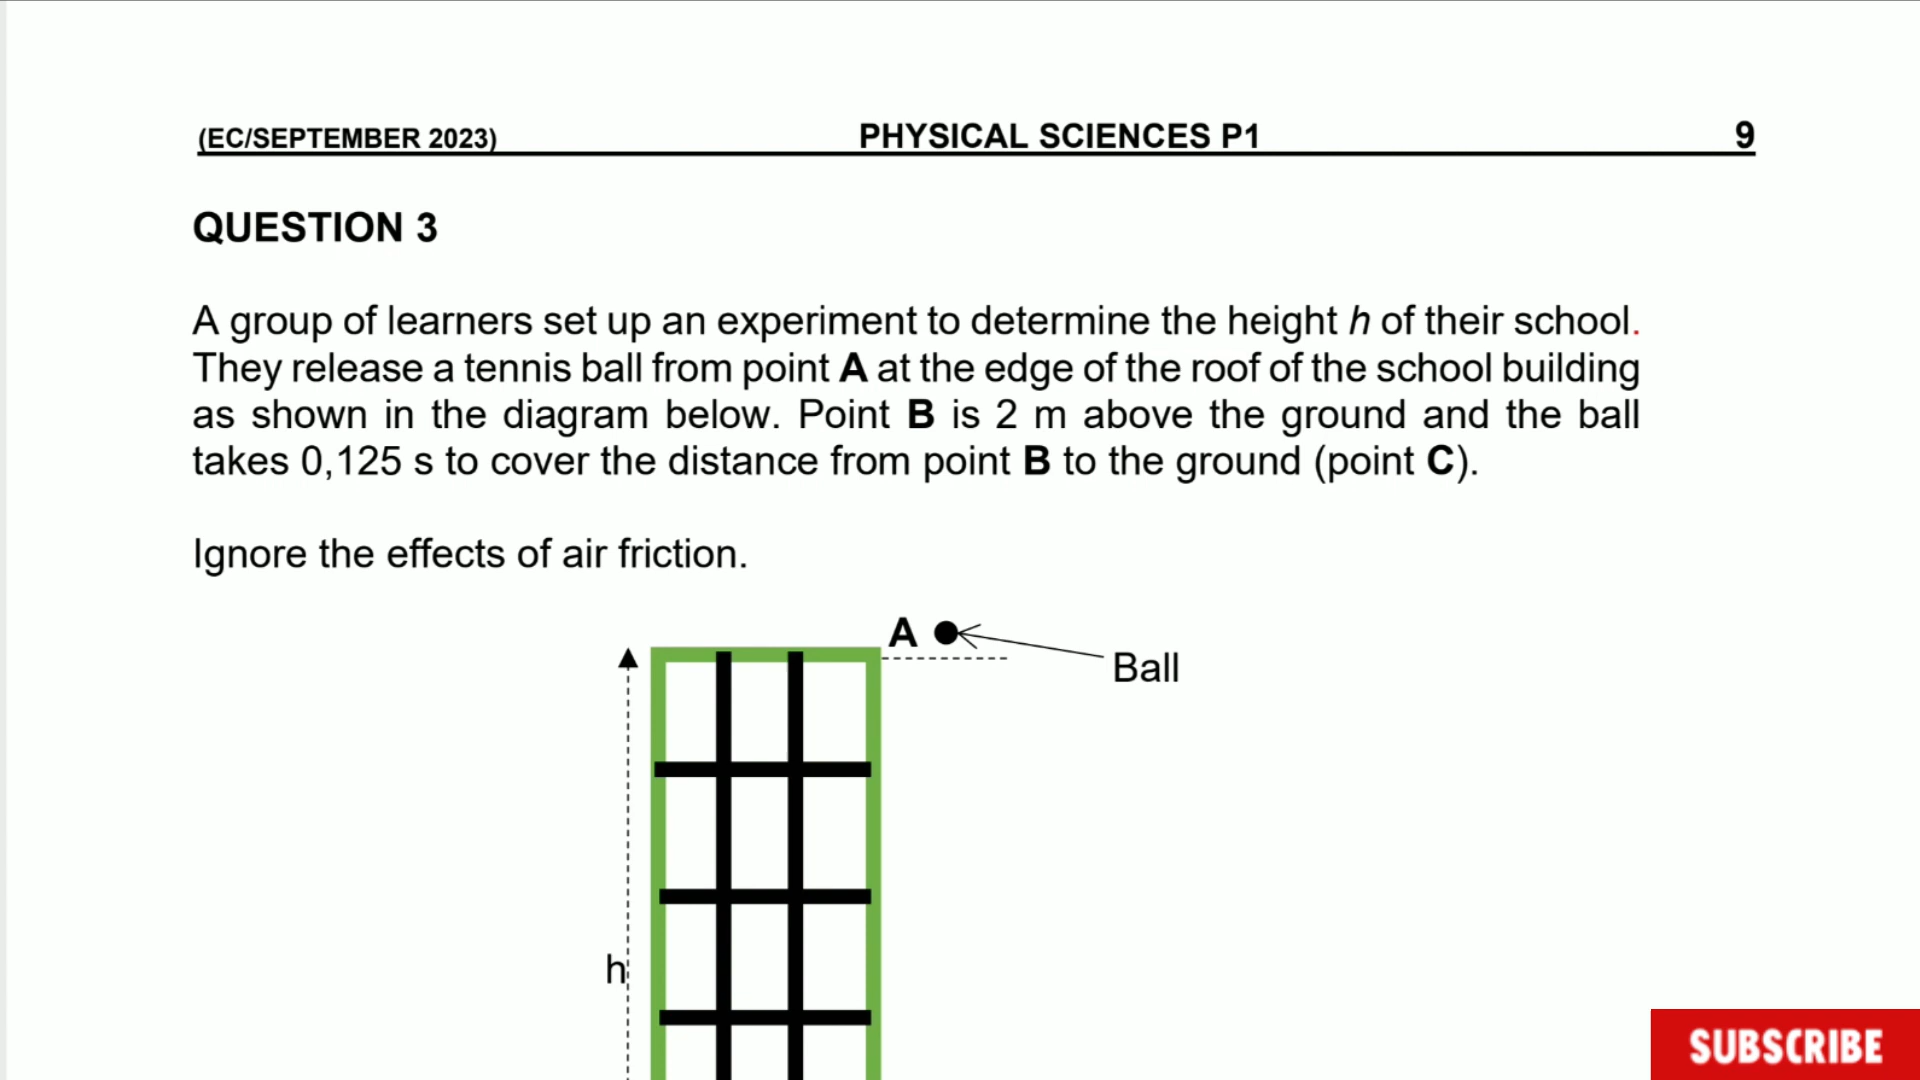 (EC/SEPTEMBER 2023) PHYSICAL SCIENCES P1 9
QUESTION 3
A group of learners set up an experiment to determine the height h of their school.
They release a tennis ball from point A at the edge of the roof of the school building
as shown in the diagram below. Point B is 2 m above the ground and the ball
takes 0,125 s to cover the distance from point B to the ground (point C).
Ignore the effects of air friction.
A
Ball
h
SUBSCRIBE